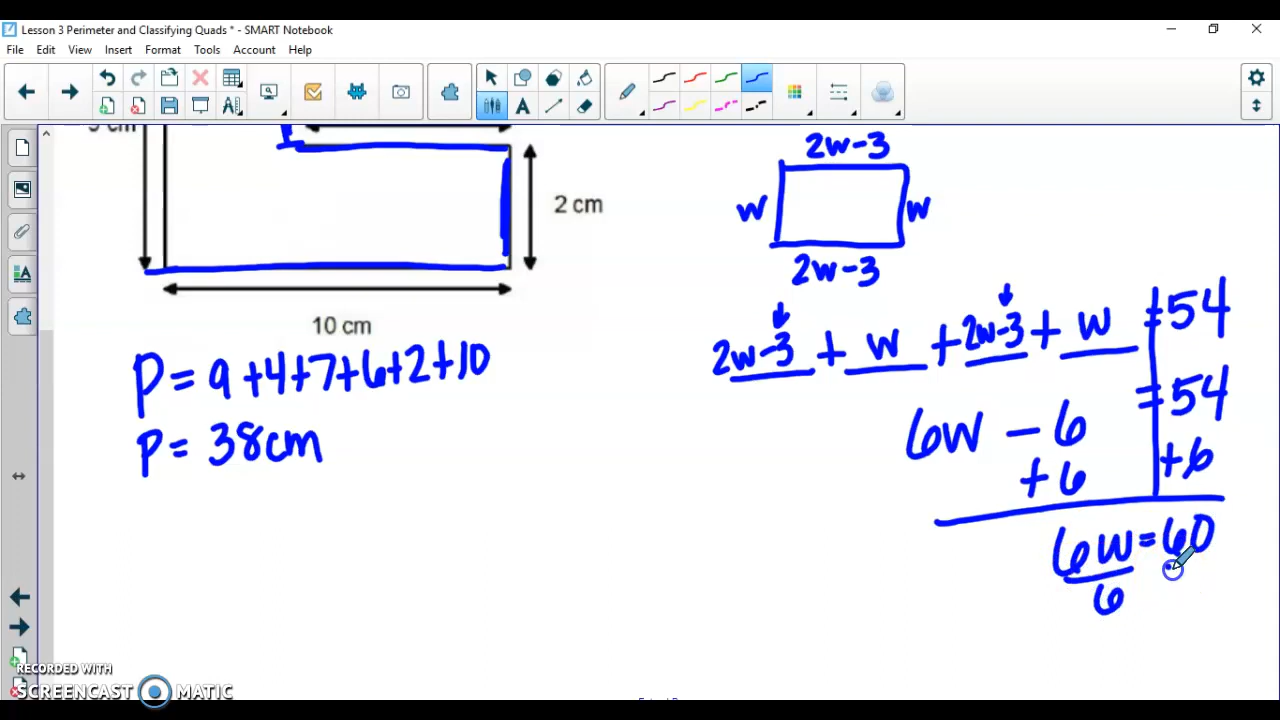 Lesson 3 Perimeter and Classifying Quads * - SMART Notebook
File Edit View Insert Format Tools Account Help
2 cm
10 cm
P = 9+4+7+6+2+10
P = 38cm
2w-3
w w
2w-3
2w-3 + w + 2w-3 + w = 54
6w - 6 = 54
+6 +6
6w = 60
6
RECORDED WITH
SCREENCAST MATIC